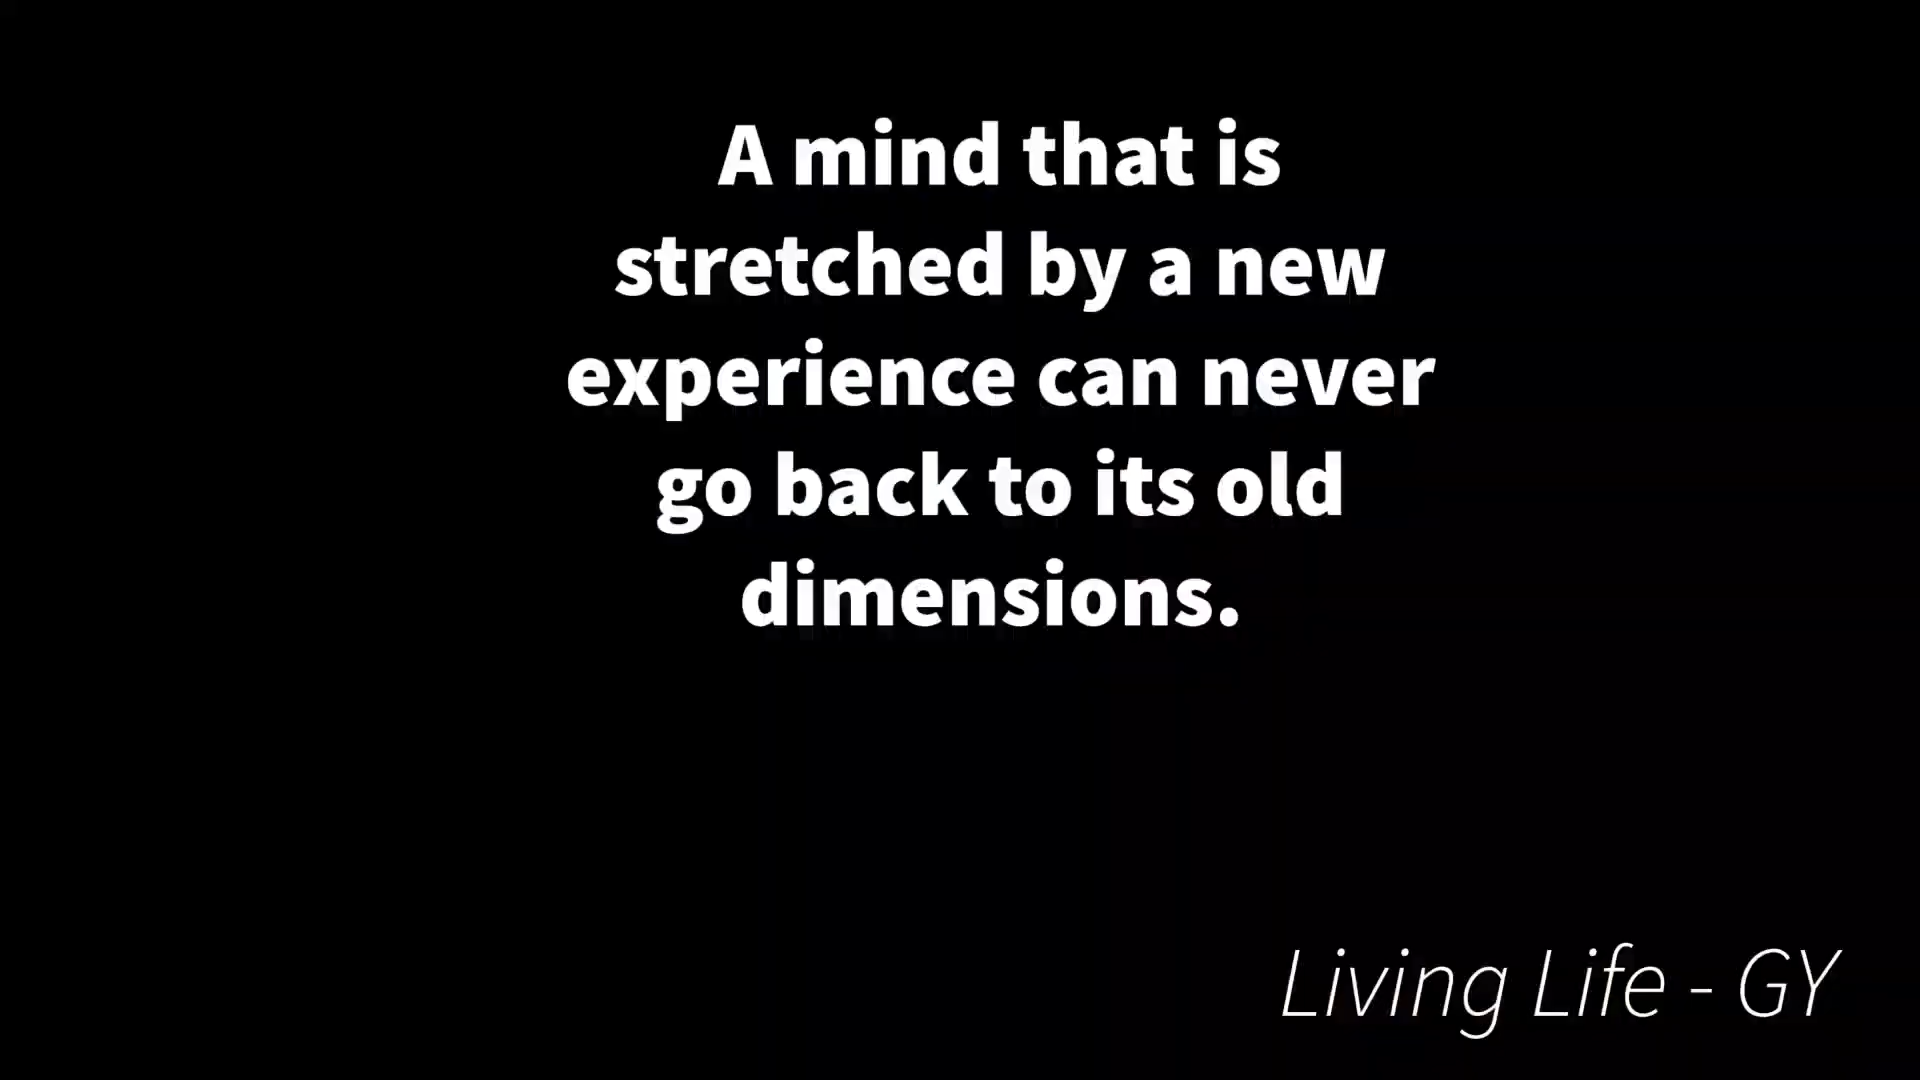 A mind that is
stretched by a new
experience can never
go back to its old
dimensions.
Living Life - GY